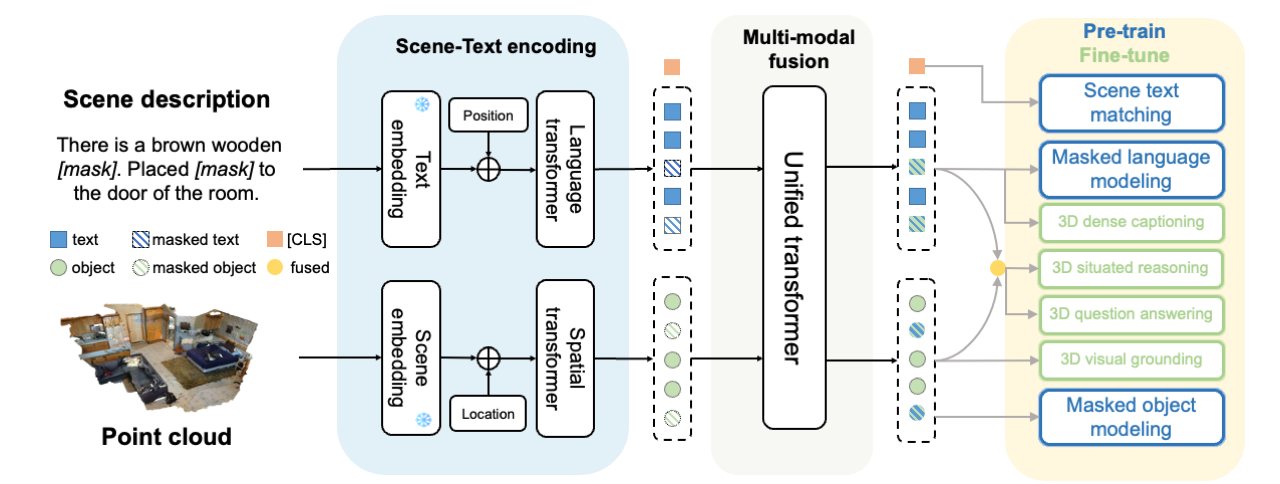 Scene description
There is a brown wooden
[mask]. Placed [mask] to
the door of the room.
text
masked text
[CLS]
object
masked object
fused
Point cloud
Scene-Text encoding
Text
embedding
Position
Language
transformer
Scene
embedding
Location
Spatial
transformer
Multi-modal
fusion
Unified transformer
Pre-train
Fine-tune
Scene text
matching
Masked language
modeling
3D dense captioning
3D situated reasoning
3D question answering
3D visual grounding
Masked object
modeling